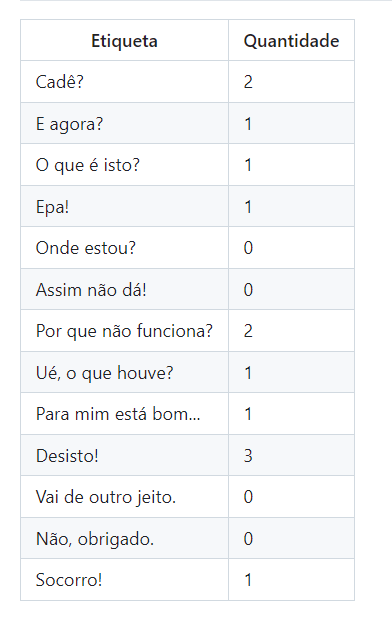 Etiqueta Quantidade
Cadê? 2
E agora? 1
O que é isto? 1
Epa! 1
Onde estou? 0
Assim não dá! 0
Por que não funciona? 2
Ué, o que houve? 1
Para mim está bom... 1
Desisto! 3
Vai de outro jeito. 0
Não, obrigado. 0
Socorro! 1